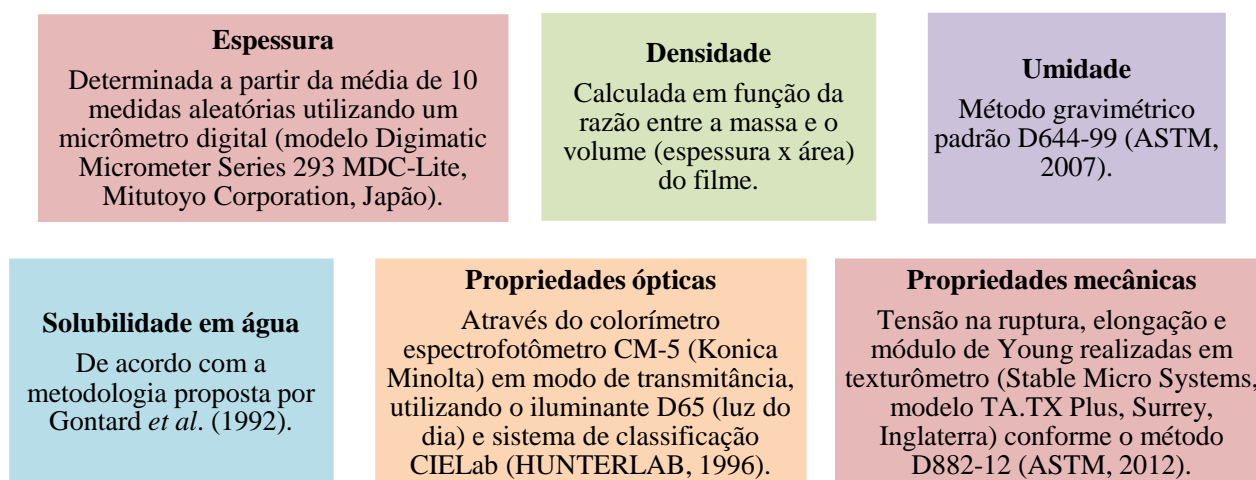 Espessura
Determinada a partir da média de 10
medidas aleatórias utilizando um
micrômetro digital (modelo Digimatic
Micrometer Series 293 MDC-Lite,
Mitutoyo Corporation, Japão).
Densidade
Calculada em função da
razão entre a massa e o
volume (espessura x área)
do filme.
Umidade
Método gravimétrico
padrão D644-99 (ASTM,
2007).
Solubilidade em água
De acordo com a
metodologia proposta por
Gontard et al. (1992).
Propriedades ópticas
Através do colorímetro
espectrofotômetro CM-5 (Konica
Minolta) em modo de transmitância,
utilizando o iluminante D65 (luz do
dia) e sistema de classificação
CIELab (HUNTERLAB, 1996).
Propriedades mecânicas
Tensão na ruptura, elongação e
módulo de Young realizadas em
texturômetro (Stable Micro Systems,
modelo TA.TX Plus, Surrey,
Inglaterra) conforme o método
D882-12 (ASTM, 2012).